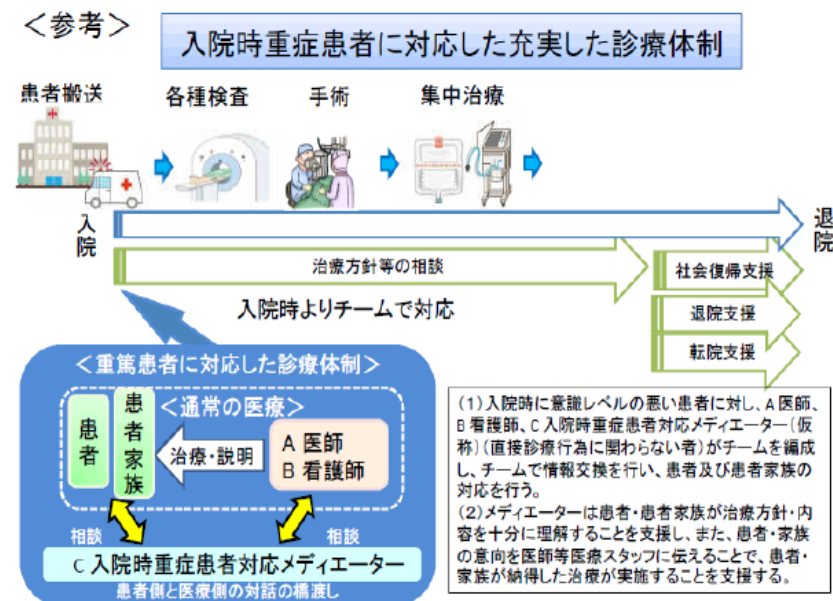 ＜参考＞
入院時重症患者に対応した充実した診療体制
患者搬送
各種検査
手術
集中治療
入院
退院
治療方針等の相談
社会復帰支援
入院時よりチームで対応
退院支援
転院支援
＜重篤患者に対応した診療体制＞
＜通常の医療＞
患者
患者家族
治療・説明
A 医師
B 看護師
相談
相談
C 入院時重症患者対応メディエーター
患者側と医療側の対話の橋渡し
(1)入院時に意識レベルの悪い患者に対し、A 医師、
B 看護師、C 入院時重症患者対応メディエーター(仮
称)(直接診療行為に関わらない者)がチームを編成
し、チームで情報交換を行い、患者及び患者家族の
対応を行う。
(2)メディエーターは患者・患者家族が治療方針・内
容を十分に理解することを支援し、また、患者・家族
の意向を医師等医療スタッフに伝えることで、患者・
家族が納得した治療が実施することを支援する。